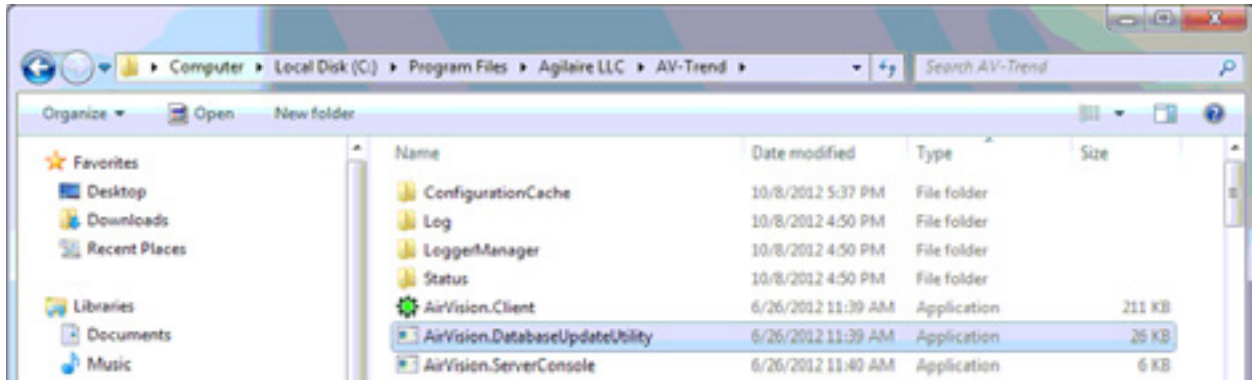 Computer Local Disk (C:) Program Files Agilaire LLC AV-Trend Search AV-Trend
Organize Open New folder
Favorites
Desktop
Downloads
Recent Places
Libraries
Documents
Music
Name Date modified Type Size
ConfigurationCache 10/8/2012 5:37 PM File folder
Log 10/8/2012 4:50 PM File folder
LoggerManager 10/8/2012 4:50 PM File folder
Status 10/8/2012 4:50 PM File folder
AirVision.Client 6/26/2012 11:39 AM Application 211 KB
AirVision.DatabaseUpdateUtility 6/26/2012 11:39 AM Application 26 KB
AirVision.ServerConsole 6/26/2012 11:40 AM Application 6 KB